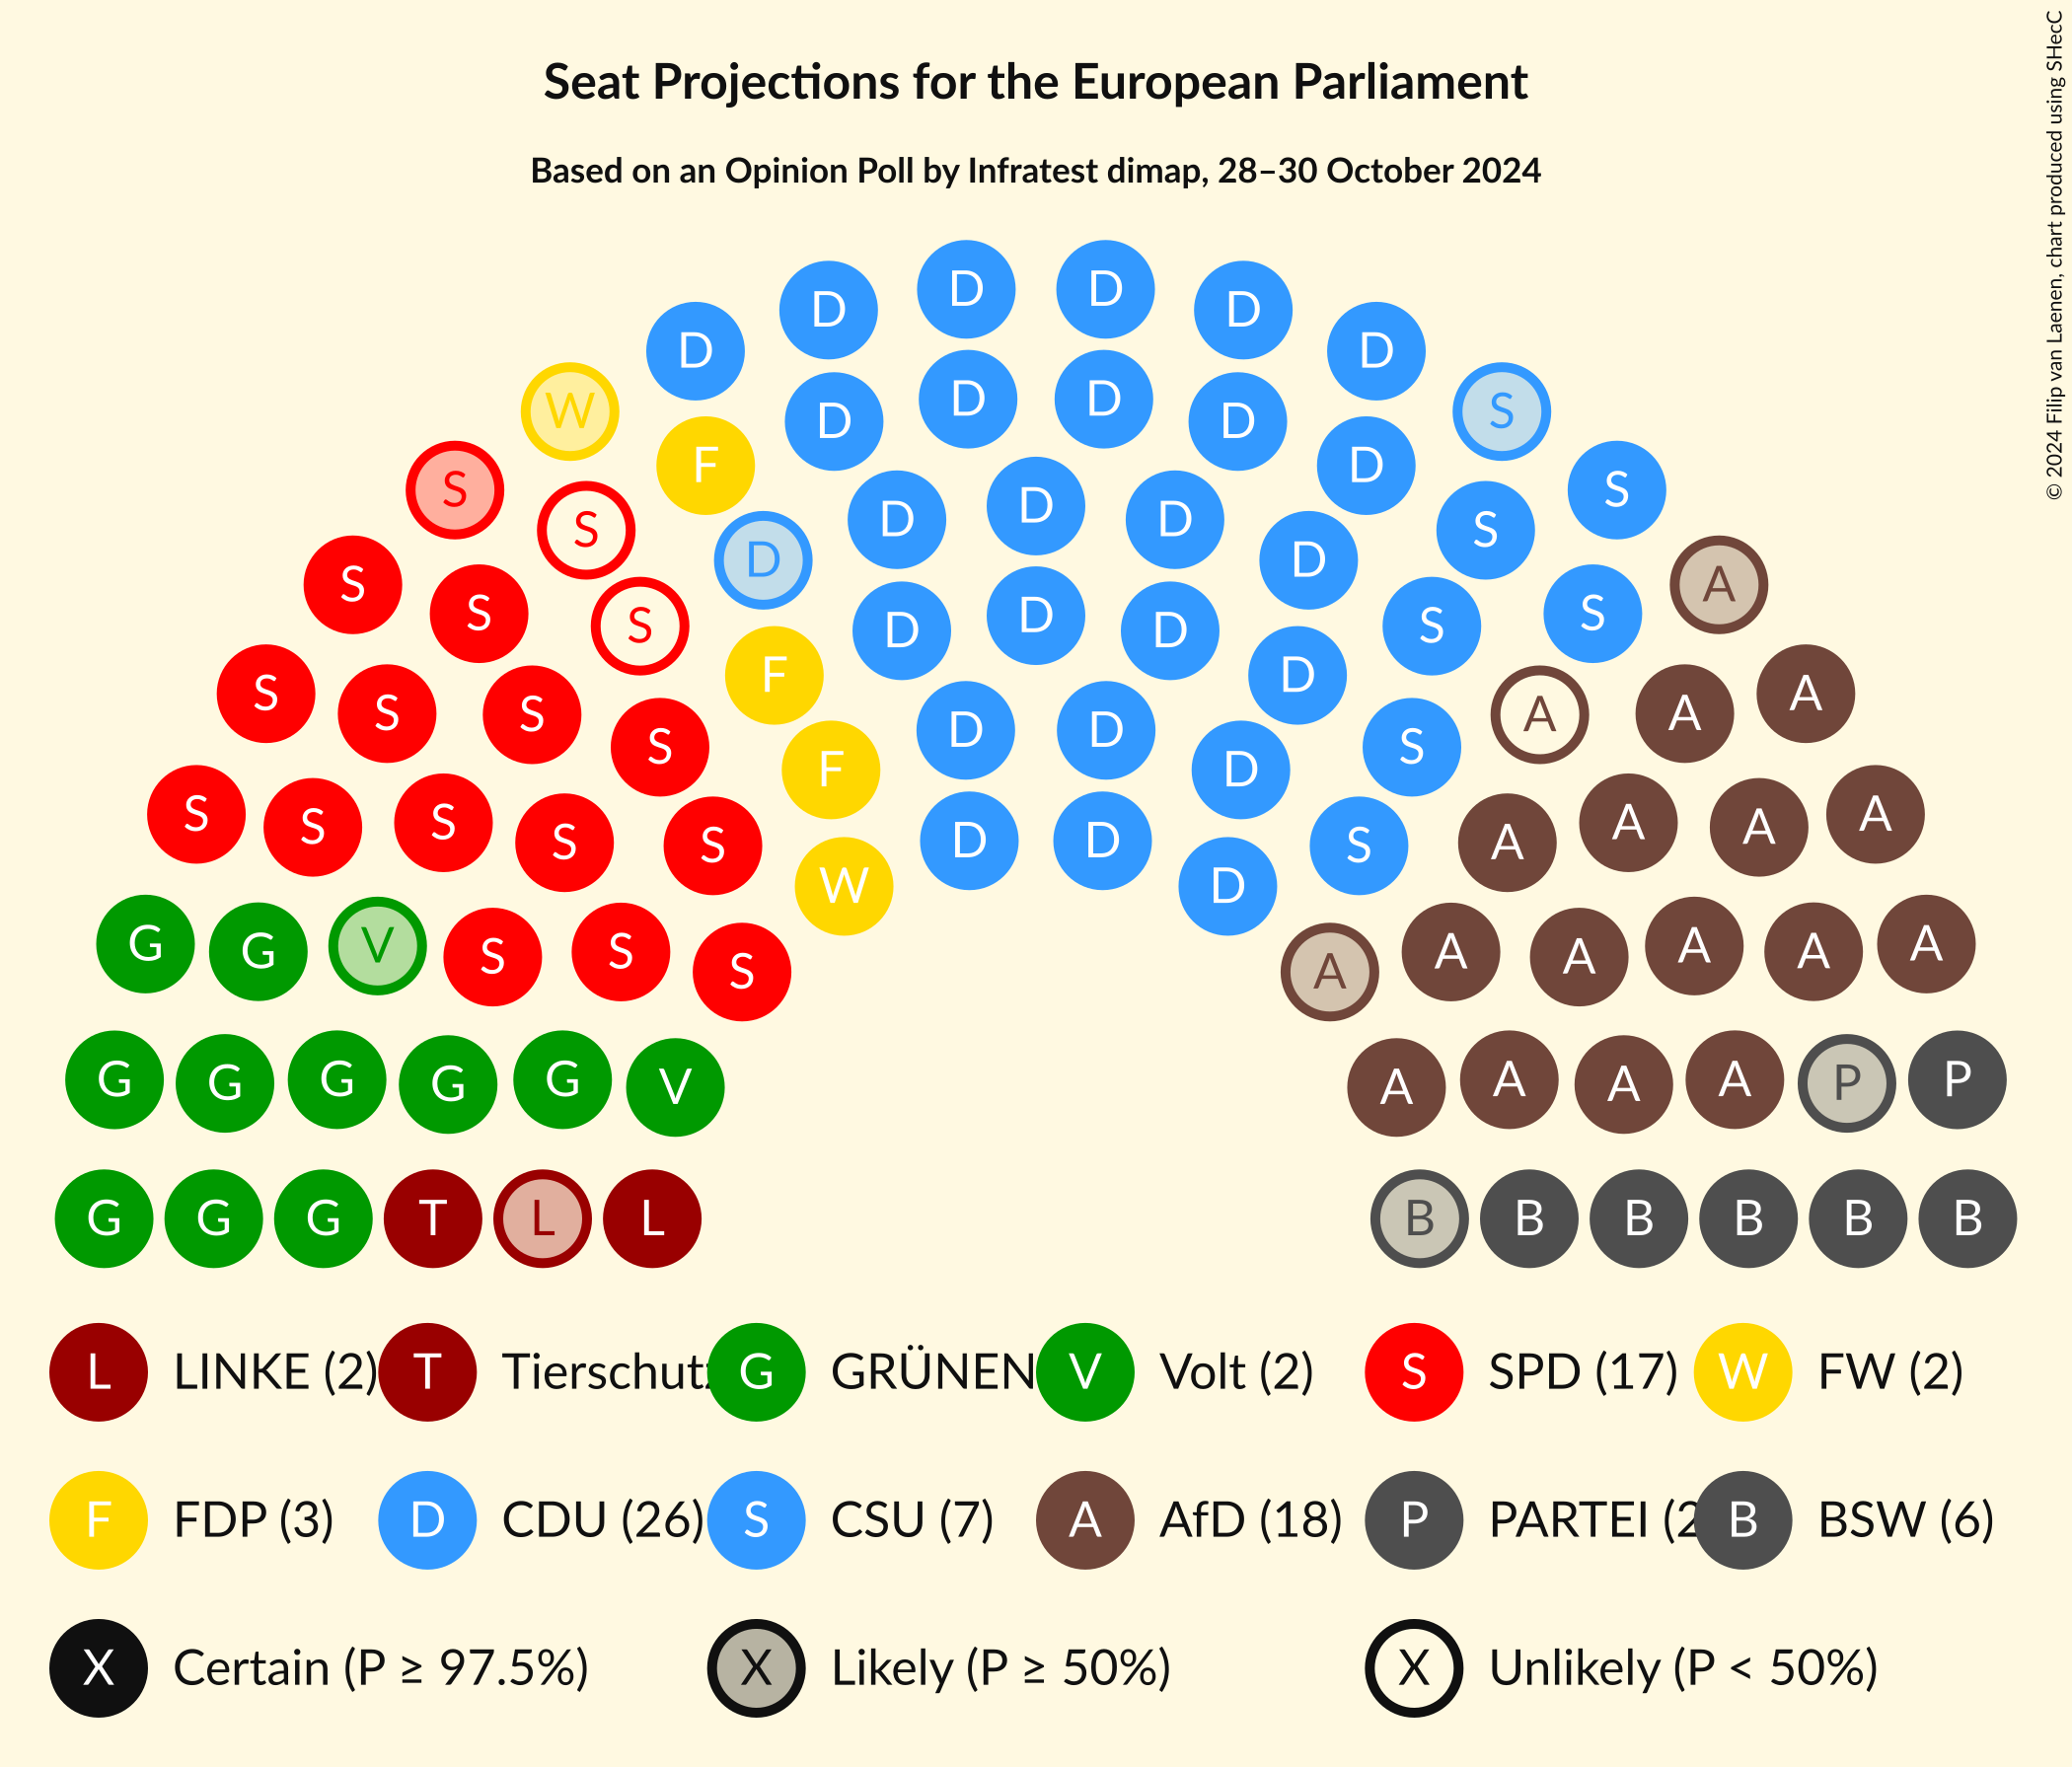 Seat Projections for the European Parliament
Based on an Opinion Poll by Infratest dimap, 28–30 October 2024
© 2024 Filip van Laenen, chart produced using SHecC
D D
D D
D D
D D
W S
D D
F D
S S
D
D D
S S
D D
S A
S D S
S S
D D
F D
S A
S S A A
D D
S S
F D
S S S S S D D S A A A A
W D
G G V S S S A A A A A A
G G G G G V A A A A P P
G G G T L L B B B B B B
L LINKE (2) T Tierschutz G GRÜNEN V Volt (2) S SPD (17) W FW (2)
F FDP (3) D CDU (26) S CSU (7) A AfD (18) P PARTEI (2 B BSW (6)
X Certain (P ≥ 97.5%) X Likely (P ≥ 50%) X Unlikely (P < 50%)